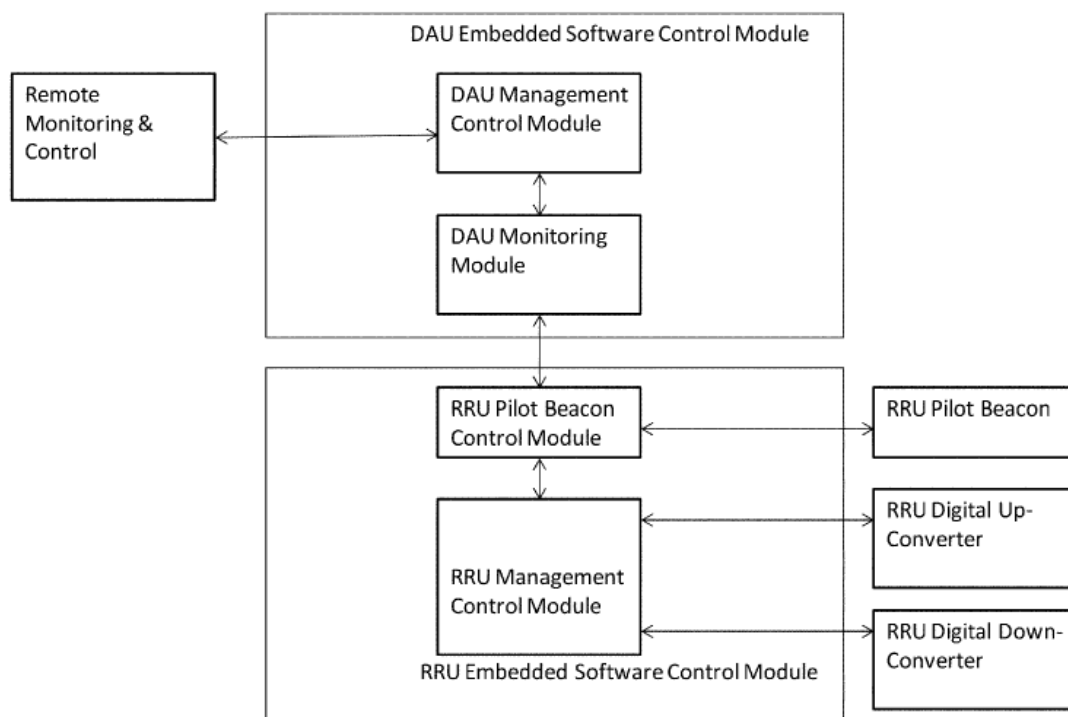 DAU Embedded Software Control Module
Remote
Monitoring &
Control
DAU Management
Control Module
DAU Monitoring
Module
RRU Pilot Beacon
Control Module
RRU Pilot Beacon
RRU Digital Up-
Converter
RRU Management
Control Module
RRU Digital Down-
Converter
RRU Embedded Software Control Module